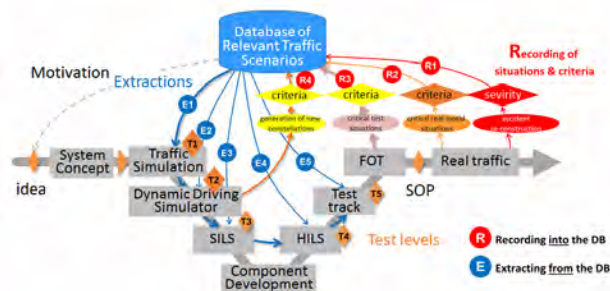 Database of
Relevant Traffic
Scenarios
Recording of
situations & criteria
Motivation
Extractions
R4
R3
R2
R1
criteria
criteria
criteria
sevirity
E1
E2
E3
E4
E5
generation of new
constellations
critical test
situations
critical real world
situations
accident
re-construction
idea
System
Concept
Traffic
Simulation
T1
FOT
SOP
Real traffic
Dynamic Driving
Simulator
T2
Test
track
T5
SILS
T3
HILS
T4
Test levels
Component
Development
R
Recording into the DB
E
Extracting from the DB